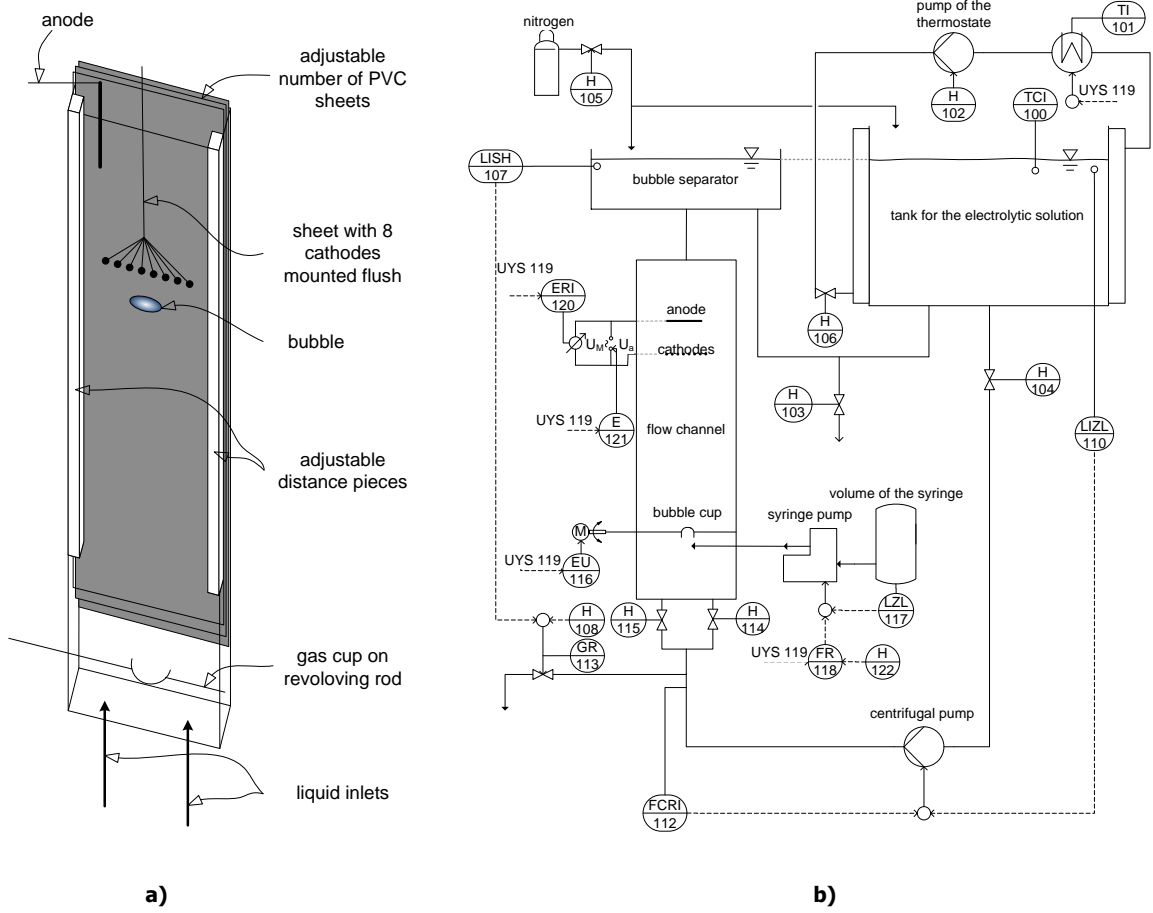 anode
adjustable
number of PVC
sheets
sheet with 8
cathodes
mounted flush
bubble
adjustable
distance pieces
gas cup on
revoloving rod
liquid inlets
a)
nitrogen
H
105
pump of the
thermostate
H
102
TI
101
UYS 119
TCI
100
LISH
107
bubble separator
tank for the electrolytic solution
UYS 119
ERI
120
U_M
U_a
anode
cathodes
H
106
H
103
H
104
LIZL
110
UYS 119
E
121
flow channel
volume of the syringe
syringe pump
bubble cup
M
UYS 119
EU
116
LZL
117
H
108
H
115
H
114
GR
113
UYS 119
FR
118
H
122
centrifugal pump
FCRI
112
b)